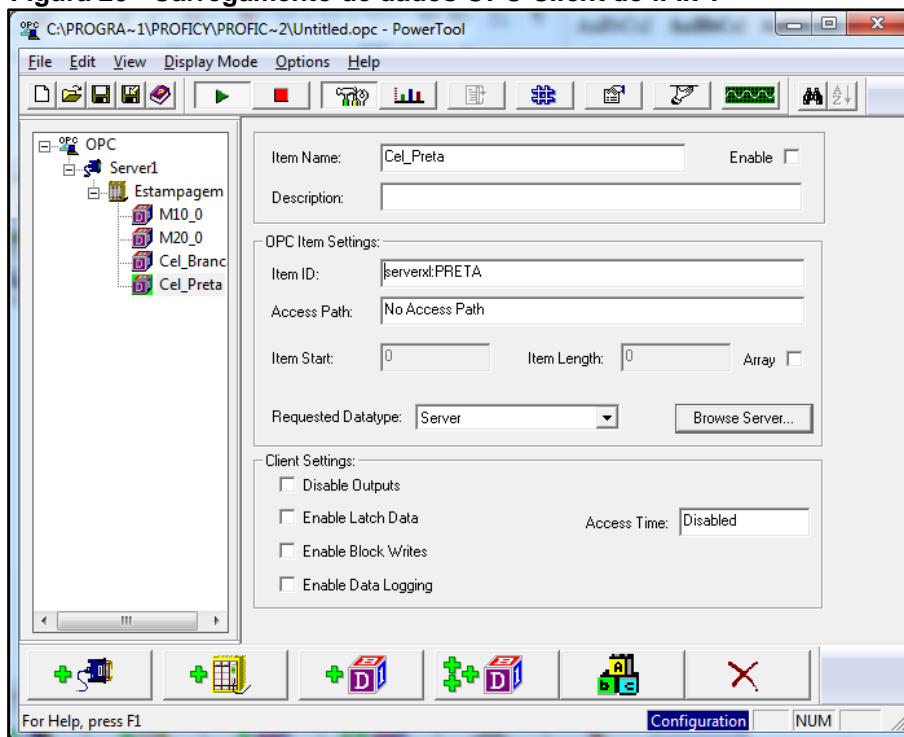 C:\PROGRA~1\PROFICY\PROFIC~2\Untitled.opc - PowerTool
File Edit View Display Mode Options Help
OPC
Server1
Estampagem
M10_0
M20_0
Cel_Branc
Cel_Preta
Item Name: Cel_Preta Enable
Description:
OPC Item Settings:
Item ID: serverxl:PRETA
Access Path: No Access Path
Item Start: 0 Item Length: 0 Array
Requested Datatype: Server Browse Server...
Client Settings:
Disable Outputs
Enable Latch Data
Access Time: Disabled
Enable Block Writes
Enable Data Logging
For Help, press F1 Configuration NUM